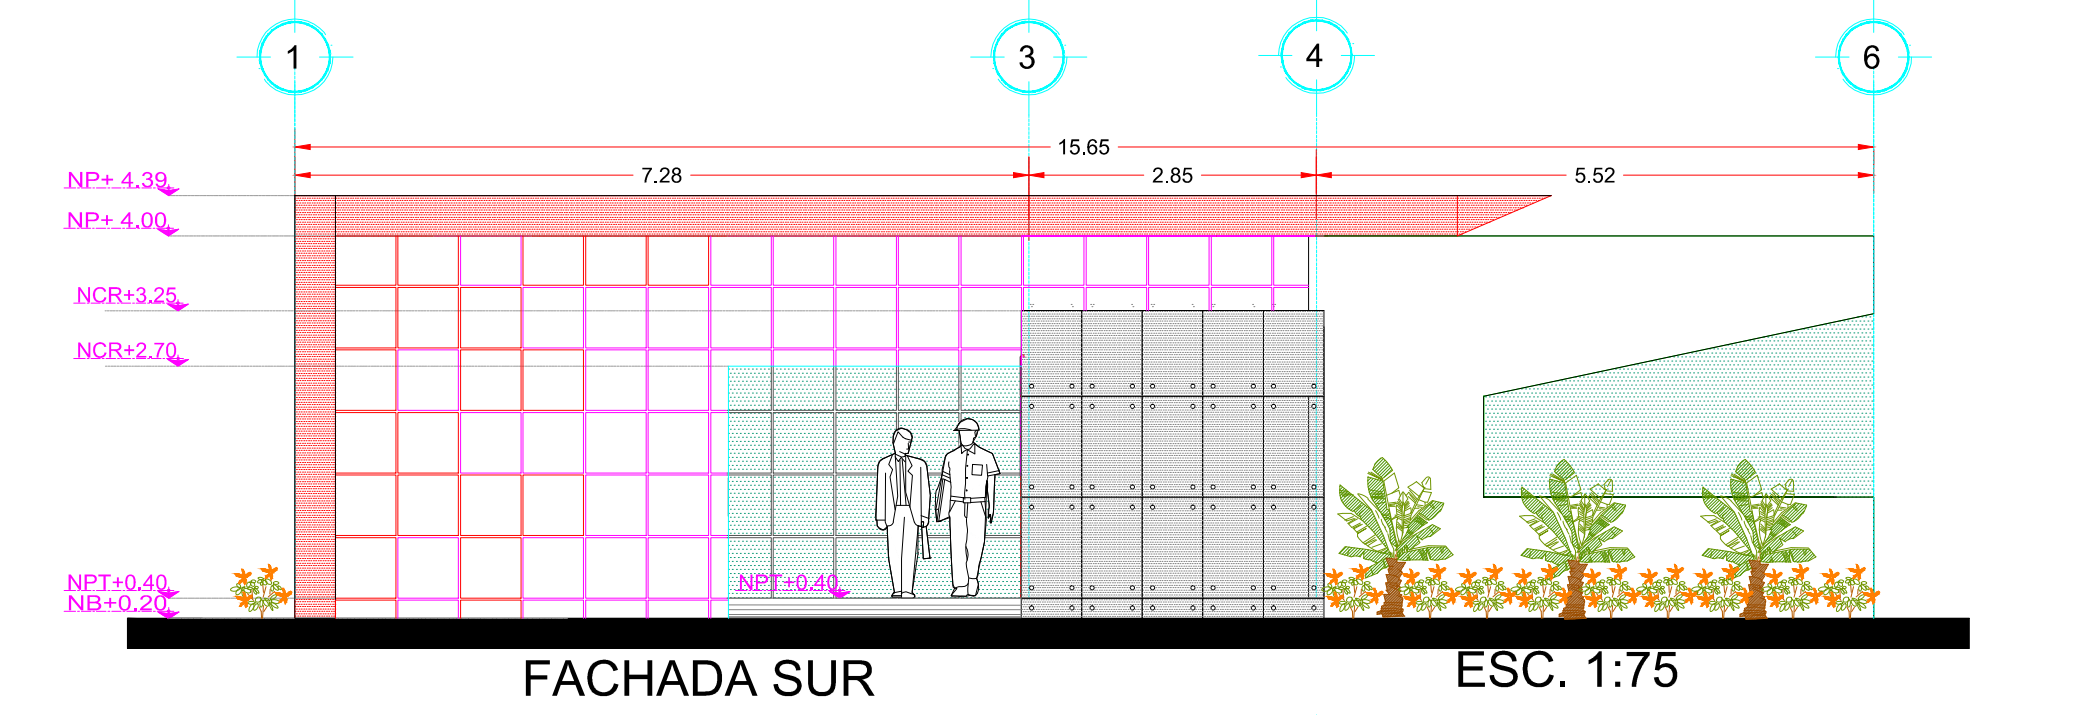 1
3
4
6
15.65
7.28
2.85
5.52
NP+ 4.39
NP+ 4.00
NCR+3.25
NCR+2.70
NPT+0.40
NPT+0.40
NB+0.20
FACHADA SUR
ESC. 1:75